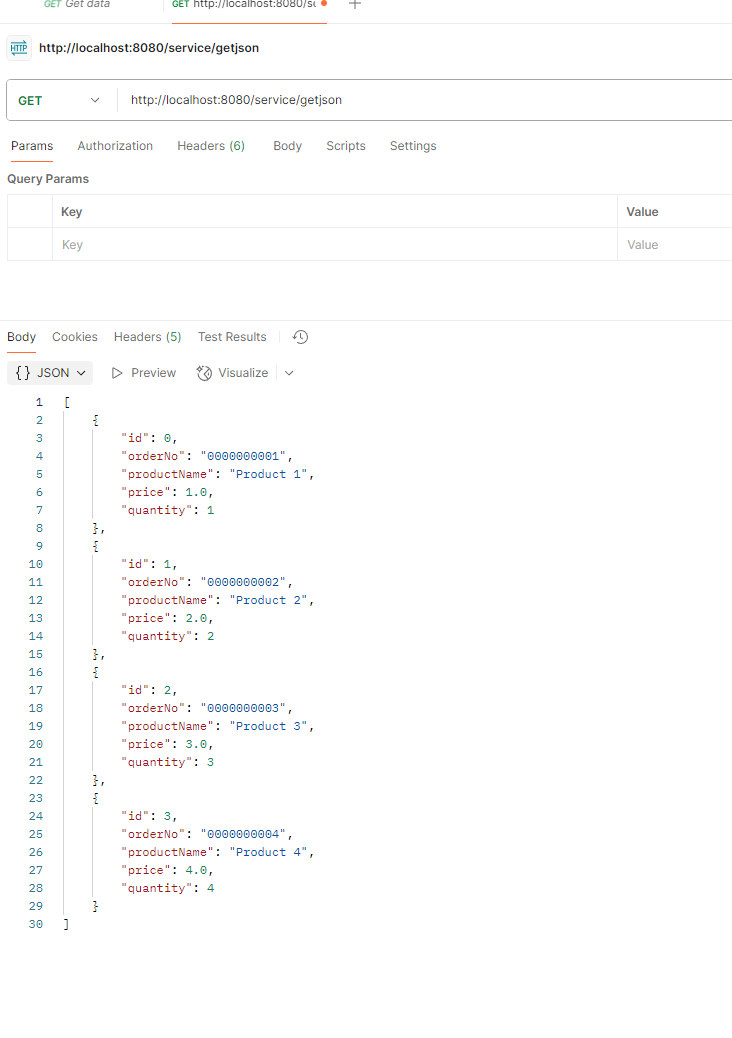 GET Get data GET http://localhost:8080/s
HTTP http://localhost:8080/service/getjson
GET http://localhost:8080/service/getjson
Params Authorization Headers (6) Body Scripts Settings
Query Params
Key Value
Key Value
Body Cookies Headers (5) Test Results
{} JSON Preview Visualize
1 [
2 {
3 "id": 0,
4 "orderNo": "0000000001",
5 "productName": "Product 1",
6 "price": 1.0,
7 "quantity": 1
8 },
9 {
10 "id": 1,
11 "orderNo": "0000000002",
12 "productName": "Product 2",
13 "price": 2.0,
14 "quantity": 2
15 },
16 {
17 "id": 2,
18 "orderNo": "0000000003",
19 "productName": "Product 3",
20 "price": 3.0,
21 "quantity": 3
22 },
23 {
24 "id": 3,
25 "orderNo": "0000000004",
26 "productName": "Product 4",
27 "price": 4.0,
28 "quantity": 4
29 }
30 ]